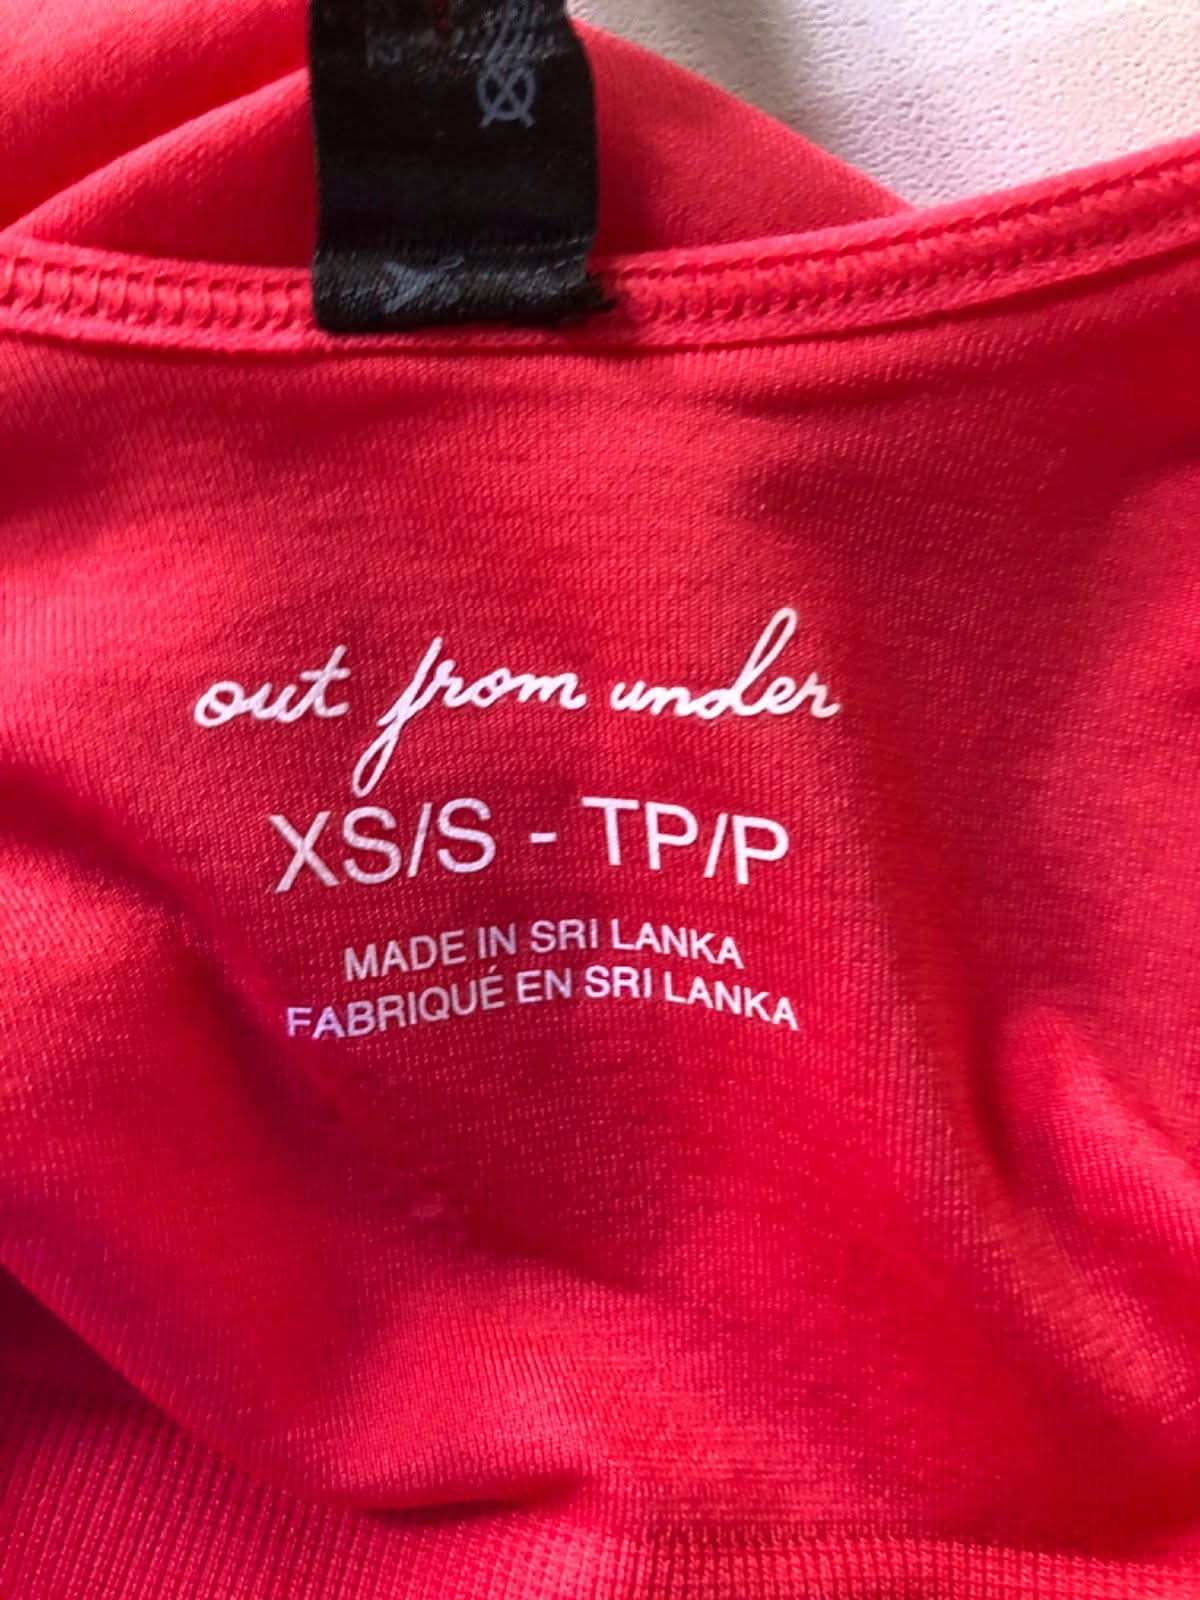 out from under
XS/S - TP/P
MADE IN SRI LANKA
FABRIQUÉ EN SRI LANKA